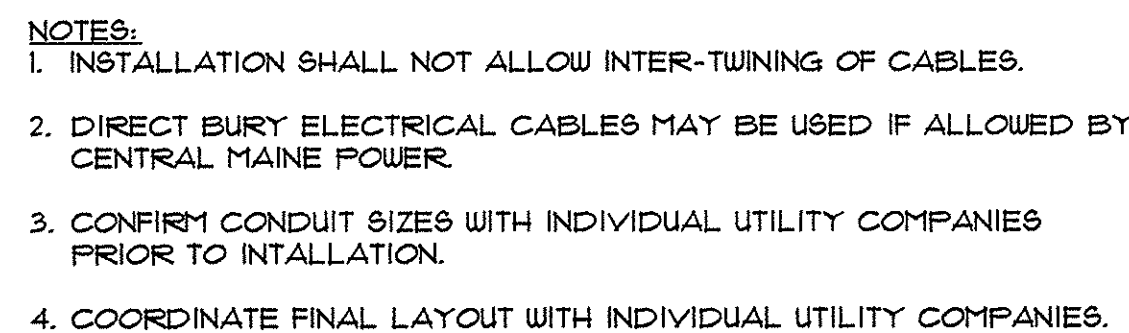 NOTES:
1. INSTALLATION SHALL NOT ALLOW INTER-TWINING OF CABLES.
2. DIRECT BURY ELECTRICAL CABLES MAY BE USED IF ALLOWED BY
CENTRAL MAINE POWER.
3. CONFIRM CONDUIT SIZES WITH INDIVIDUAL UTILITY COMPANIES
PRIOR TO INTALLATION.
4. COORDINATE FINAL LAYOUT WITH INDIVIDUAL UTILITY COMPANIES.